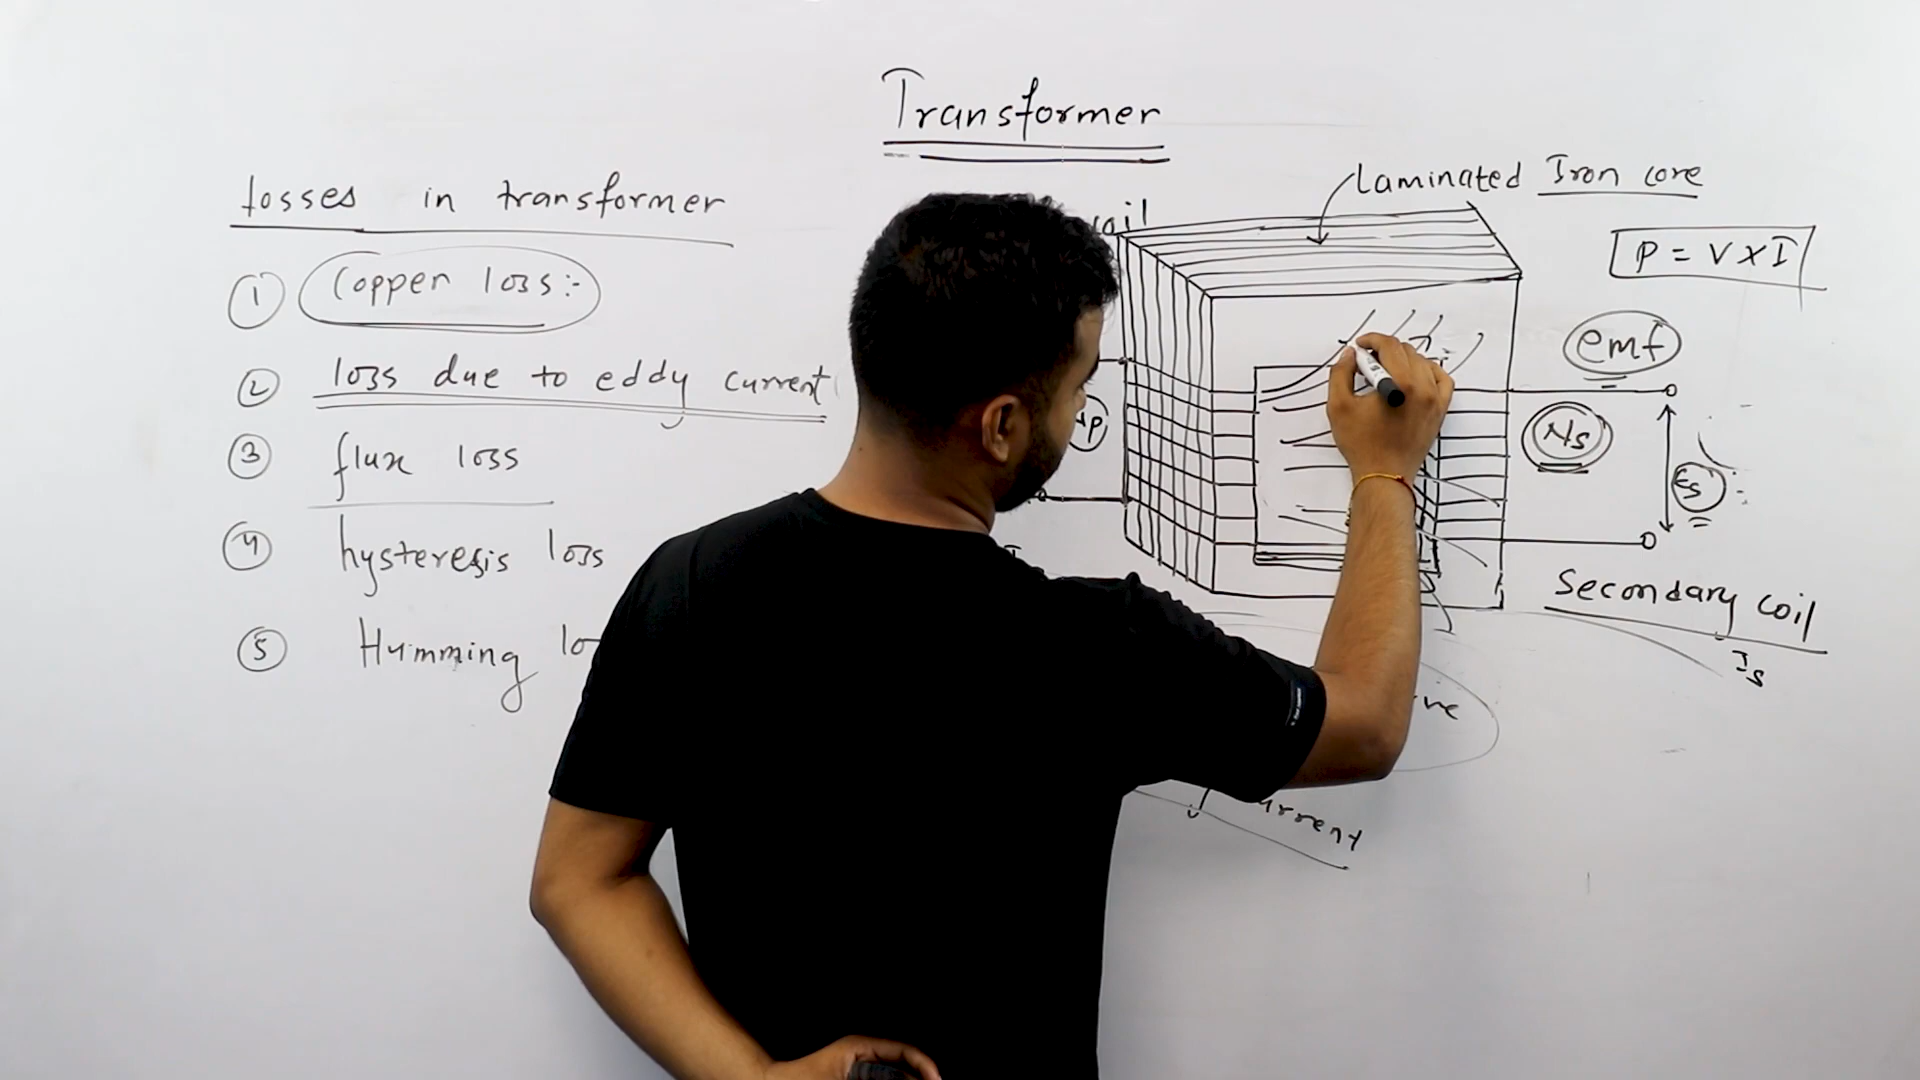 Transformer
losses in transformer
① Copper loss:-
② loss due to eddy current
③ flux loss
④ hysteresis loss
⑤ Humming
coil
Laminated Iron core
P = V X I
emf
Np
Ns
Es
Secondary coil
Is
current